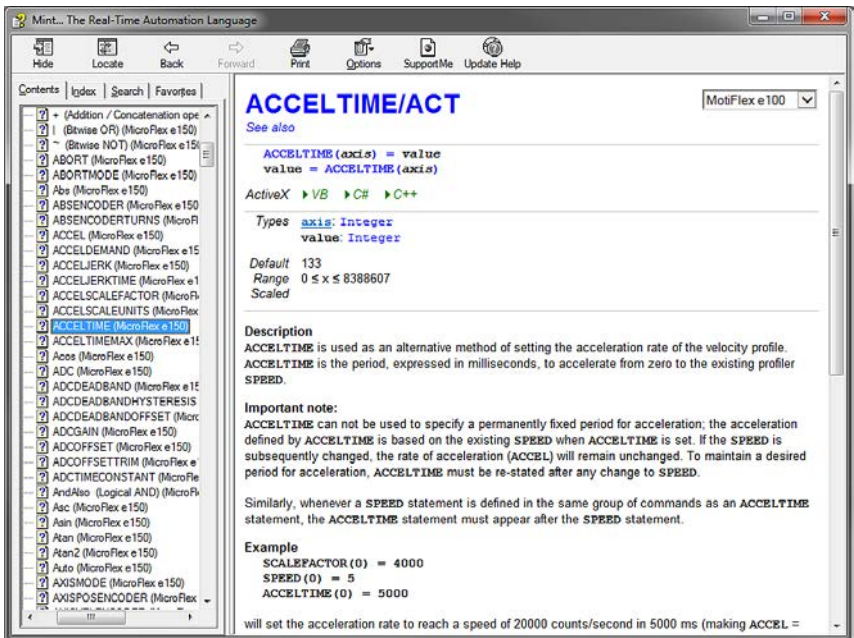 Mint... The Real-Time Automation Language
Hide Locate Back Forward Print Options SupportMe Update Help
Contents Index Search Favorites
+ (Addition / Concatenation ope
| (Bitwise OR) (MicroFlex e150)
~ (Bitwise NOT) (MicroFlex e150
ABORT (MicroFlex e150)
ABORTMODE (MicroFlex e150)
Abs (MicroFlex e150)
ABSENCODER (MicroFlex e150
ABSENCODERTURNS (MicroFl
ACCEL (MicroFlex e150)
ACCELDEMAND (MicroFlex e15
ACCELJERK (MicroFlex e150)
ACCELJERKTIME (MicroFlex e1
ACCELSCALEFACTOR (MicroFl
ACCELSCALEUNITS (MicroFlex
ACCELTIME (MicroFlex e150)
ACCELTIMEMAX (MicroFlex e15
Acos (MicroFlex e150)
ADC (MicroFlex e150)
ADCDEADBAND (MicroFlex e15
ADCDEADBANDHYSTERESIS
ADCDEADBANDOFFSET (Micro
ADCGAIN (MicroFlex e150)
ADCOFFSET (MicroFlex e150)
ADCOFFSETTRIM (MicroFlex e
ADCTIMECONSTANT (MicroFle
AndAlso (Logical AND) (MicroFl
Asc (MicroFlex e150)
Asin (MicroFlex e150)
Atan (MicroFlex e150)
Atan2 (MicroFlex e150)
Auto (MicroFlex e150)
AXISMODE (MicroFlex e150)
AXISPOSENCODER (MicroFlex
ACCELTIME/ACT
MotiFlex e100
See also
ACCELTIME(axis) = value
value = ACCELTIME(axis)
ActiveX VB C# C++
Types axis: Integer
value: Integer
Default 133
Range 0 ≤ x ≤ 8388607
Scaled
Description
ACCELTIME is used as an alternative method of setting the acceleration rate of the velocity profile.
ACCELTIME is the period, expressed in milliseconds, to accelerate from zero to the existing profiler
SPEED.
Important note:
ACCELTIME can not be used to specify a permanently fixed period for acceleration; the acceleration
defined by ACCELTIME is based on the existing SPEED when ACCELTIME is set. If the SPEED is
subsequently changed, the rate of acceleration (ACCEL) will remain unchanged. To maintain a desired
period for acceleration, ACCELTIME must be re-stated after any change to SPEED.
Similarly, whenever a SPEED statement is defined in the same group of commands as an ACCELTIME
statement, the ACCELTIME statement must appear after the SPEED statement.
Example
SCALEFACTOR(0) = 4000
SPEED(0) = 5
ACCELTIME(0) = 5000
will set the acceleration rate to reach a speed of 20000 counts/second in 5000 ms (making ACCEL =